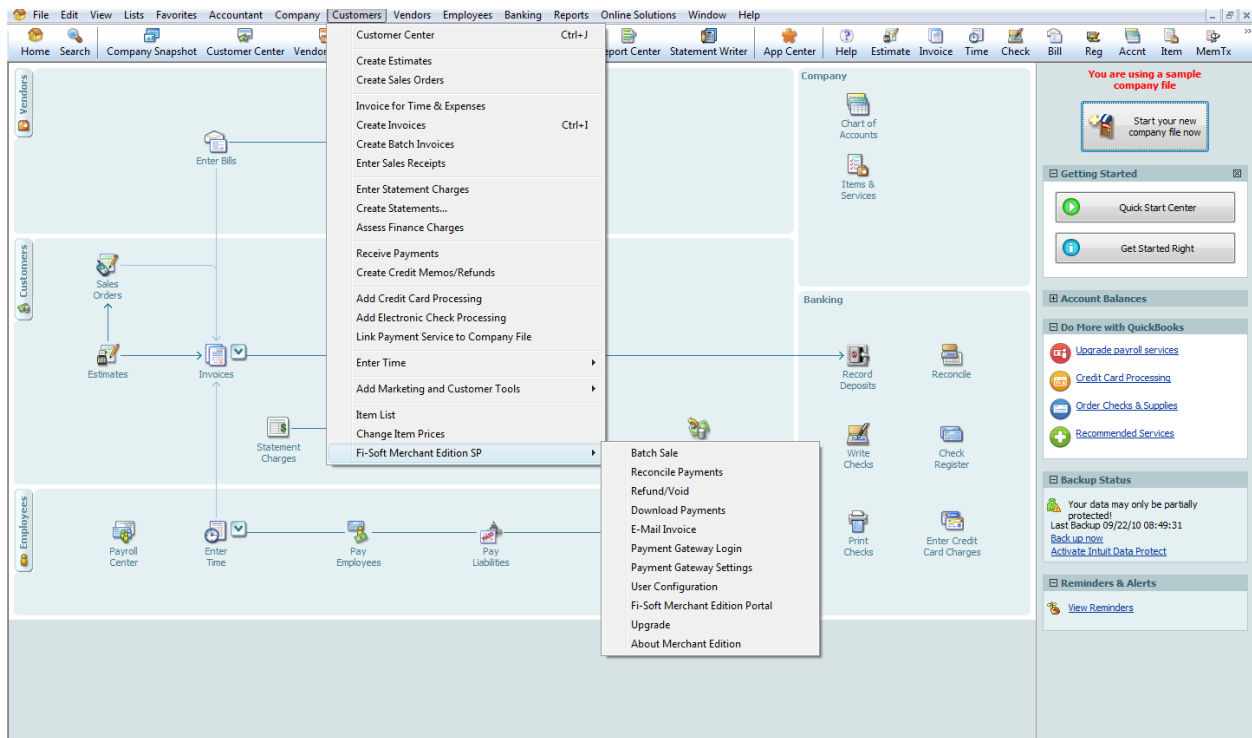 File Edit View Lists Favorites Accountant Company Customers Vendors Employees Banking Reports Online Solutions Window Help
Home Search Company Snapshot Customer Center Report Center Statement Writer App Center Help Estimate Invoice Time Check Bill Reg Accnt Item MemTx
Customer Center Ctrl+J
Create Estimates
Create Sales Orders
Invoice for Time & Expenses
Create Invoices Ctrl+I
Create Batch Invoices
Enter Sales Receipts
Enter Statement Charges
Create Statements...
Assess Finance Charges
Receive Payments
Create Credit Memos/Refunds
Add Credit Card Processing
Add Electronic Check Processing
Link Payment Service to Company File
Enter Time
Add Marketing and Customer Tools
Item List
Change Item Prices
Fi-Soft Merchant Edition SP
Batch Sale
Reconcile Payments
Refund/Void
Download Payments
E-Mail Invoice
Payment Gateway Login
Payment Gateway Settings
User Configuration
Fi-Soft Merchant Edition Portal
Upgrade
About Merchant Edition
Vendors
Enter Bills
Customers
Sales
Orders
Estimates
Invoices
Statement
Charges
Employees
Payroll
Center
Enter
Time
Pay
Employees
Pay
Liabilities
Company
Chart of
Accounts
Items &
Services
Banking
Record
Deposits
Reconcile
Write
Checks
Check
Register
Print
Checks
Enter Credit
Card Charges
You are using a sample
company file
Start your new
company file now
Getting Started
Quick Start Center
Get Started Right
Account Balances
Do More with QuickBooks
Upgrade payroll services
Credit Card Processing
Order Checks & Supplies
Recommended Services
Backup Status
Your data may only be partially
protected!
Last Backup 09/22/10 08:49:31
Back up now
Activate Intuit Data Protect
Reminders & Alerts
View Reminders